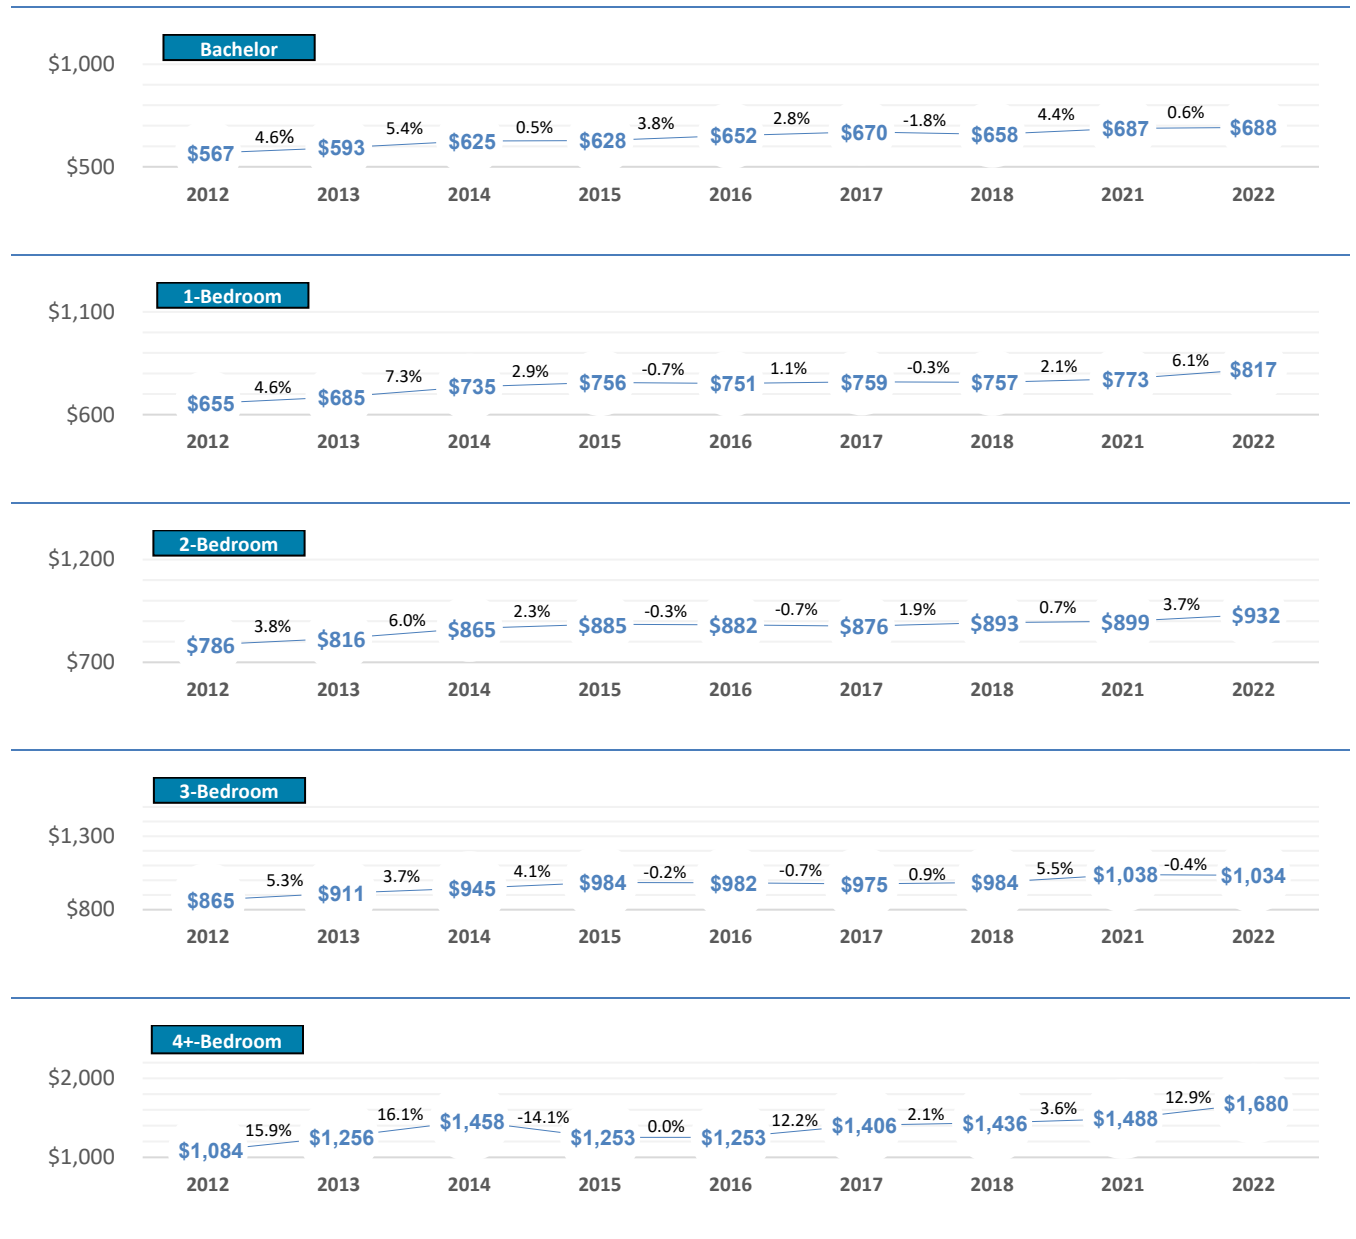 Bachelor
$1,000
$500
4.6% 5.4% 0.5% 3.8% 2.8% -1.8% 4.4% 0.6%
$567 $593 $625 $628 $652 $670 $658 $687 $688
2012 2013 2014 2015 2016 2017 2018 2021 2022
1-Bedroom
$1,100
$600
4.6% 7.3% 2.9% -0.7% 1.1% -0.3% 2.1% 6.1%
$655 $685 $735 $756 $751 $759 $757 $773 $817
2012 2013 2014 2015 2016 2017 2018 2021 2022
2-Bedroom
$1,200
$700
3.8% 6.0% 2.3% -0.3% -0.7% 1.9% 0.7% 3.7%
$786 $816 $865 $885 $882 $876 $893 $899 $932
2012 2013 2014 2015 2016 2017 2018 2021 2022
3-Bedroom
$1,300
$800
5.3% 3.7% 4.1% -0.2% -0.7% 0.9% 5.5% -0.4%
$865 $911 $945 $984 $982 $975 $984 $1,038 $1,034
2012 2013 2014 2015 2016 2017 2018 2021 2022
4+-Bedroom
$2,000
$1,000
15.9% 16.1% -14.1% 0.0% 12.2% 2.1% 3.6% 12.9%
$1,084 $1,256 $1,458 $1,253 $1,253 $1,406 $1,436 $1,488 $1,680
2012 2013 2014 2015 2016 2017 2018 2021 2022